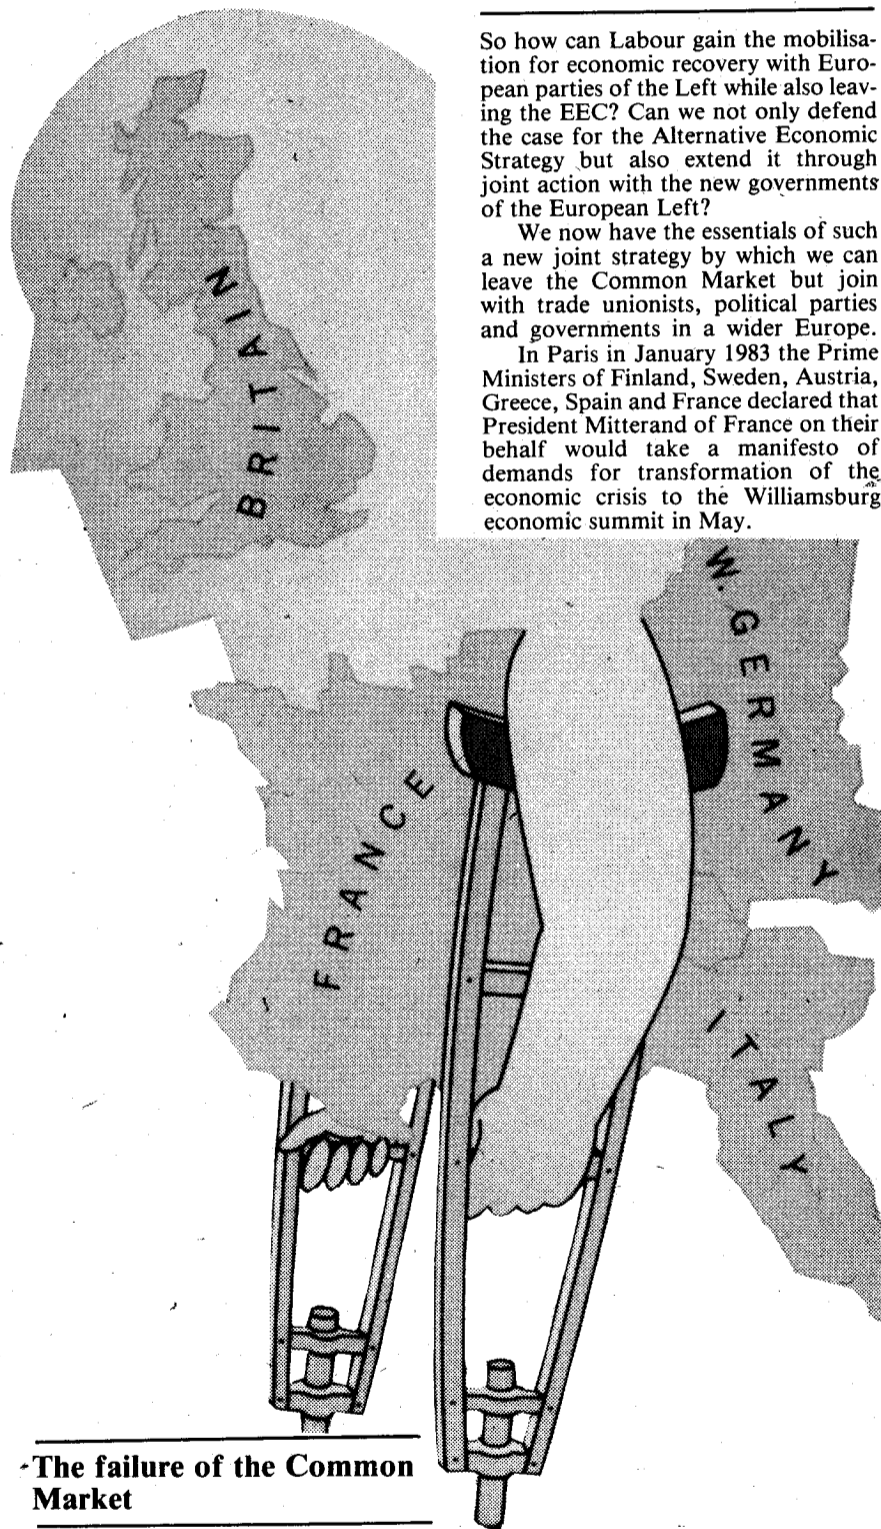 So how can Labour gain the mobilisa-
tion for economic recovery with Euro-
pean parties of the Left while also leav-
ing the EEC? Can we not only defend
the case for the Alternative Economic
Strategy but also extend it through
joint action with the new governments
of the European Left?
We now have the essentials of such
a new joint strategy by which we can
leave the Common Market but join
with trade unionists, political parties
and governments in a wider Europe.
In Paris in January 1983 the Prime
Ministers of Finland, Sweden, Austria,
Greece, Spain and France declared that
President Mitterand of France on their
behalf would take a manifesto of
demands for transformation of the
economic crisis to the Williamsburg
economic summit in May.
BRITAIN
W. GERMANY
FRANCE
ITALY
The failure of the Common
Market